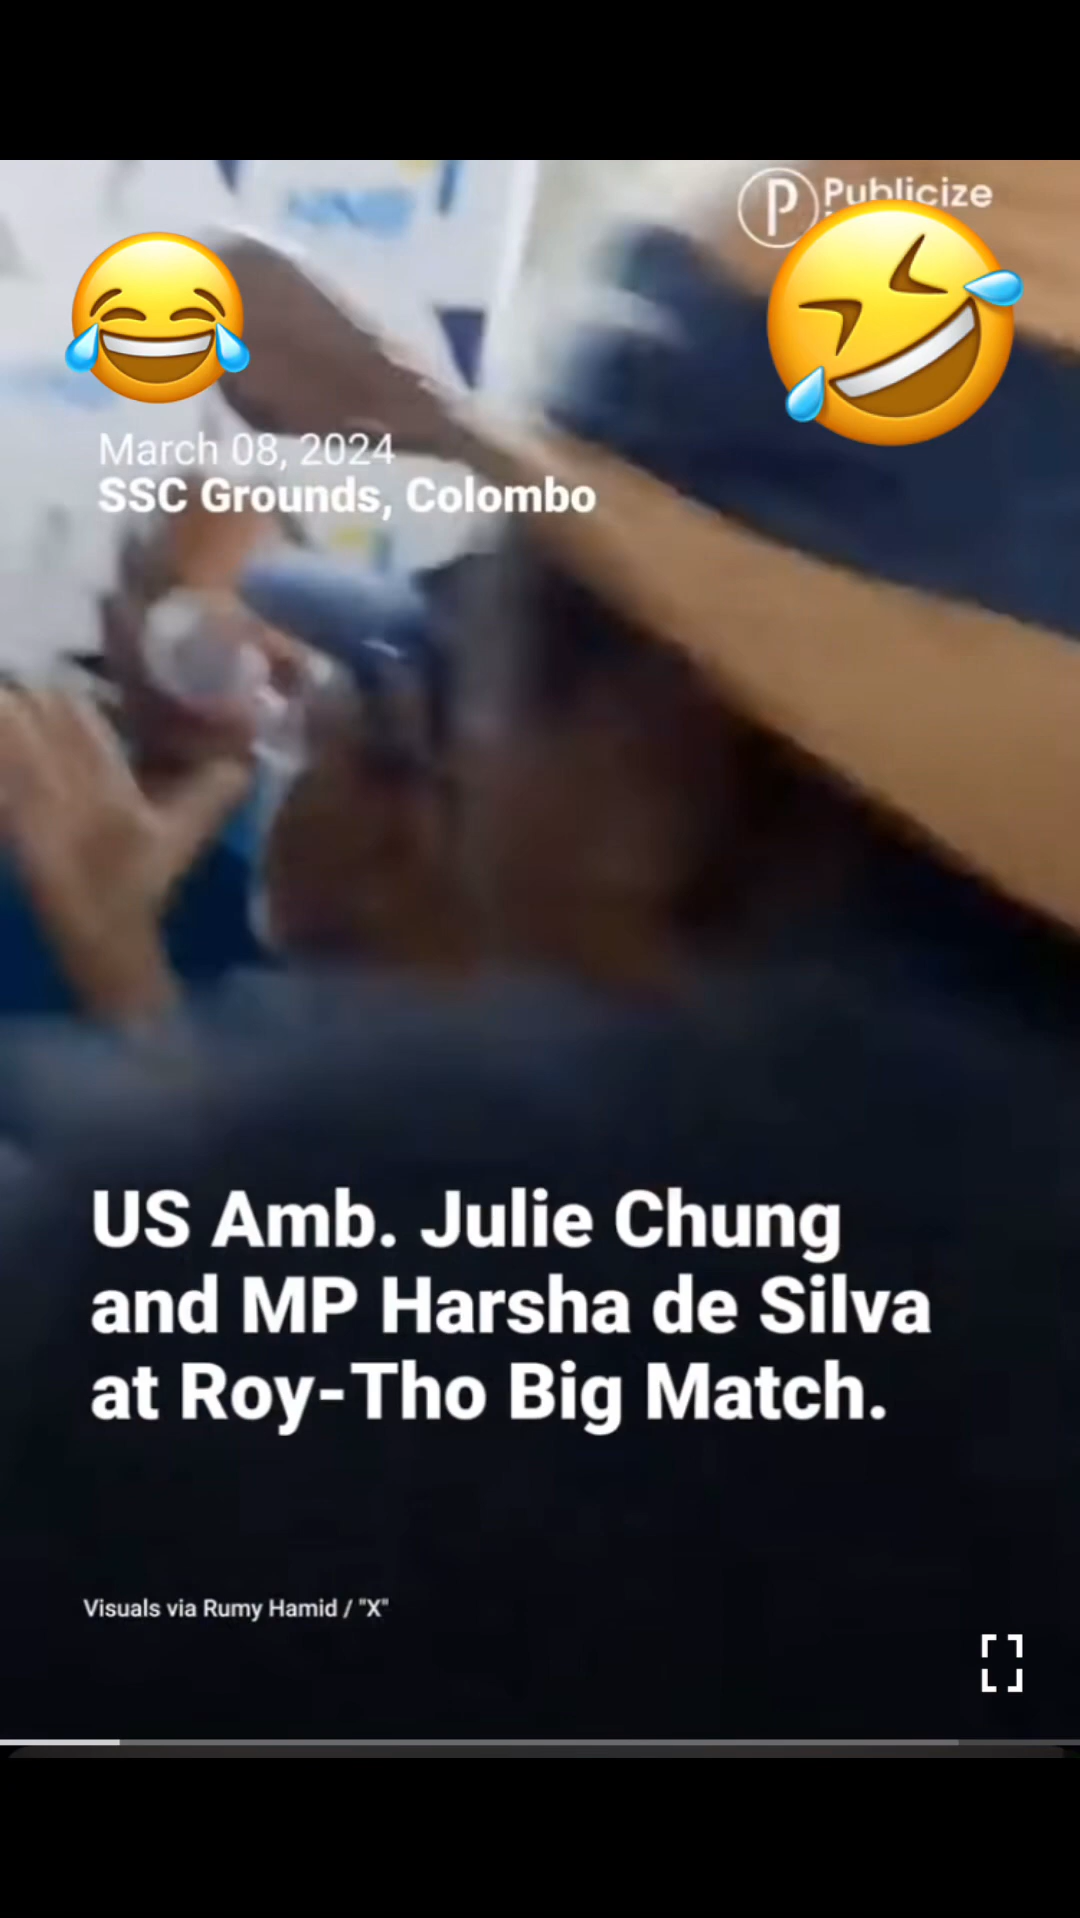 Publicize
March 08, 2024
SSC Grounds, Colombo
US Amb. Julie Chung
and MP Harsha de Silva
at Roy-Tho Big Match.
Visuals via Rumy Hamid / "X"